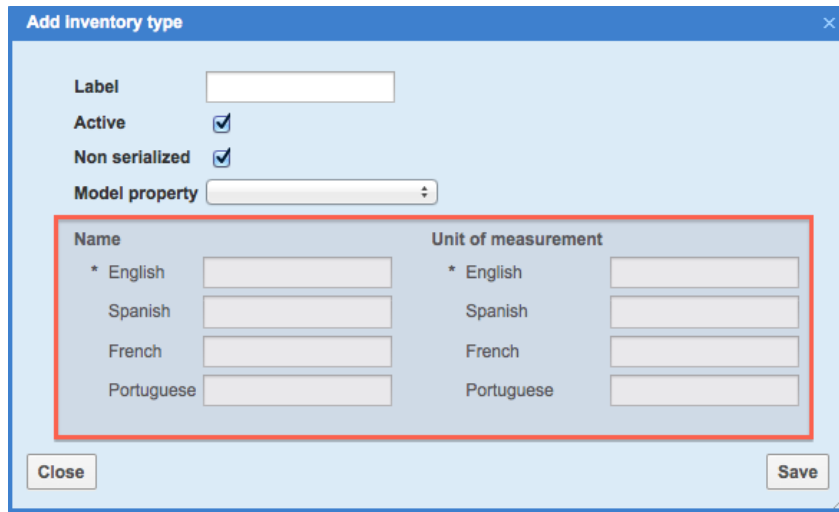 Add inventory type
Label
Active
Non serialized
Model property
Name Unit of measurement
* English * English
Spanish Spanish
French French
Portuguese Portuguese
Close Save